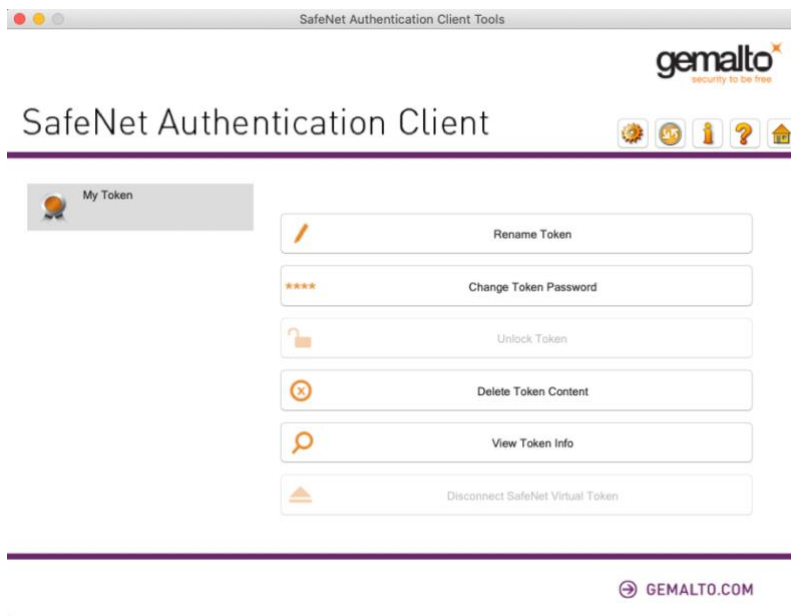 SafeNet Authentication Client Tools
gemalto
security to be free
SafeNet Authentication Client
My Token
Rename Token
**** Change Token Password
Unlock Token
Delete Token Content
View Token Info
Disconnect SafeNet Virtual Token
GEMALTO.COM